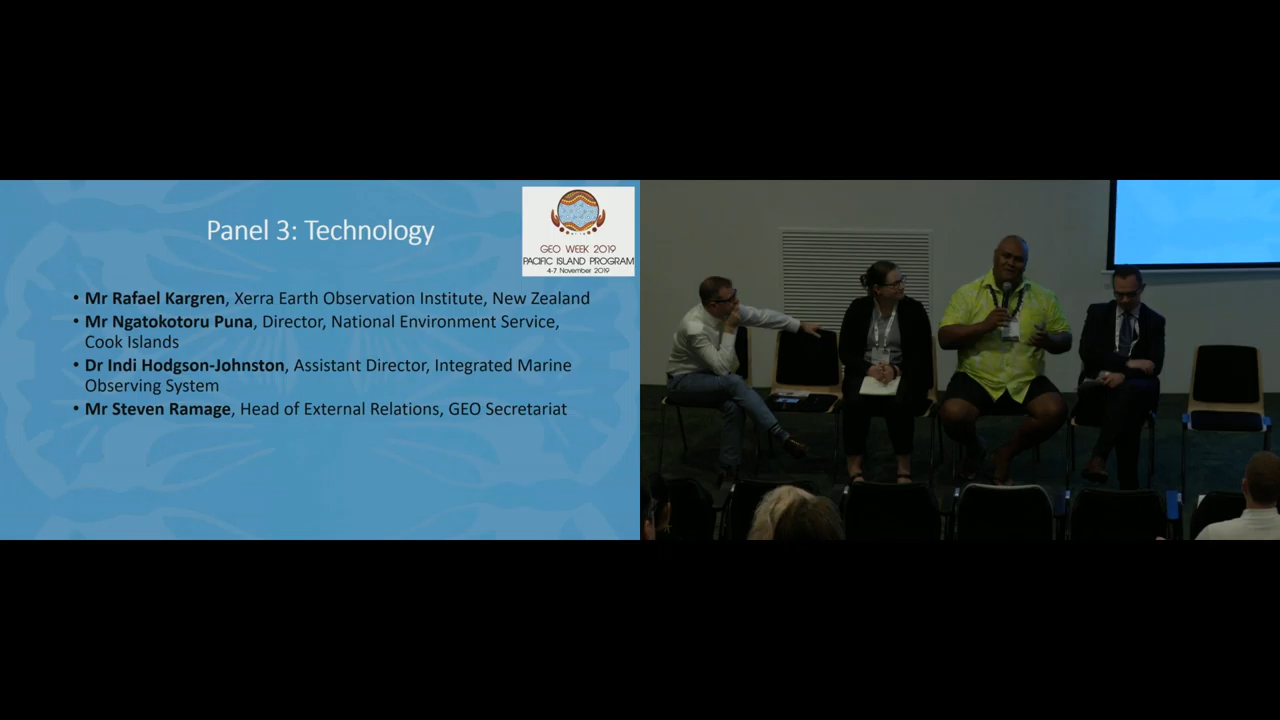 Panel 3: Technology
GEO WEEK 2019
PACIFIC ISLAND PROGRAM
4-7 November 2019
• Mr Rafael Kargren, Xerra Earth Observation Institute, New Zealand
• Mr Ngatokotoru Puna, Director, National Environment Service,
Cook Islands
• Dr Indi Hodgson-Johnston, Assistant Director, Integrated Marine
Observing System
• Mr Steven Ramage, Head of External Relations, GEO Secretariat